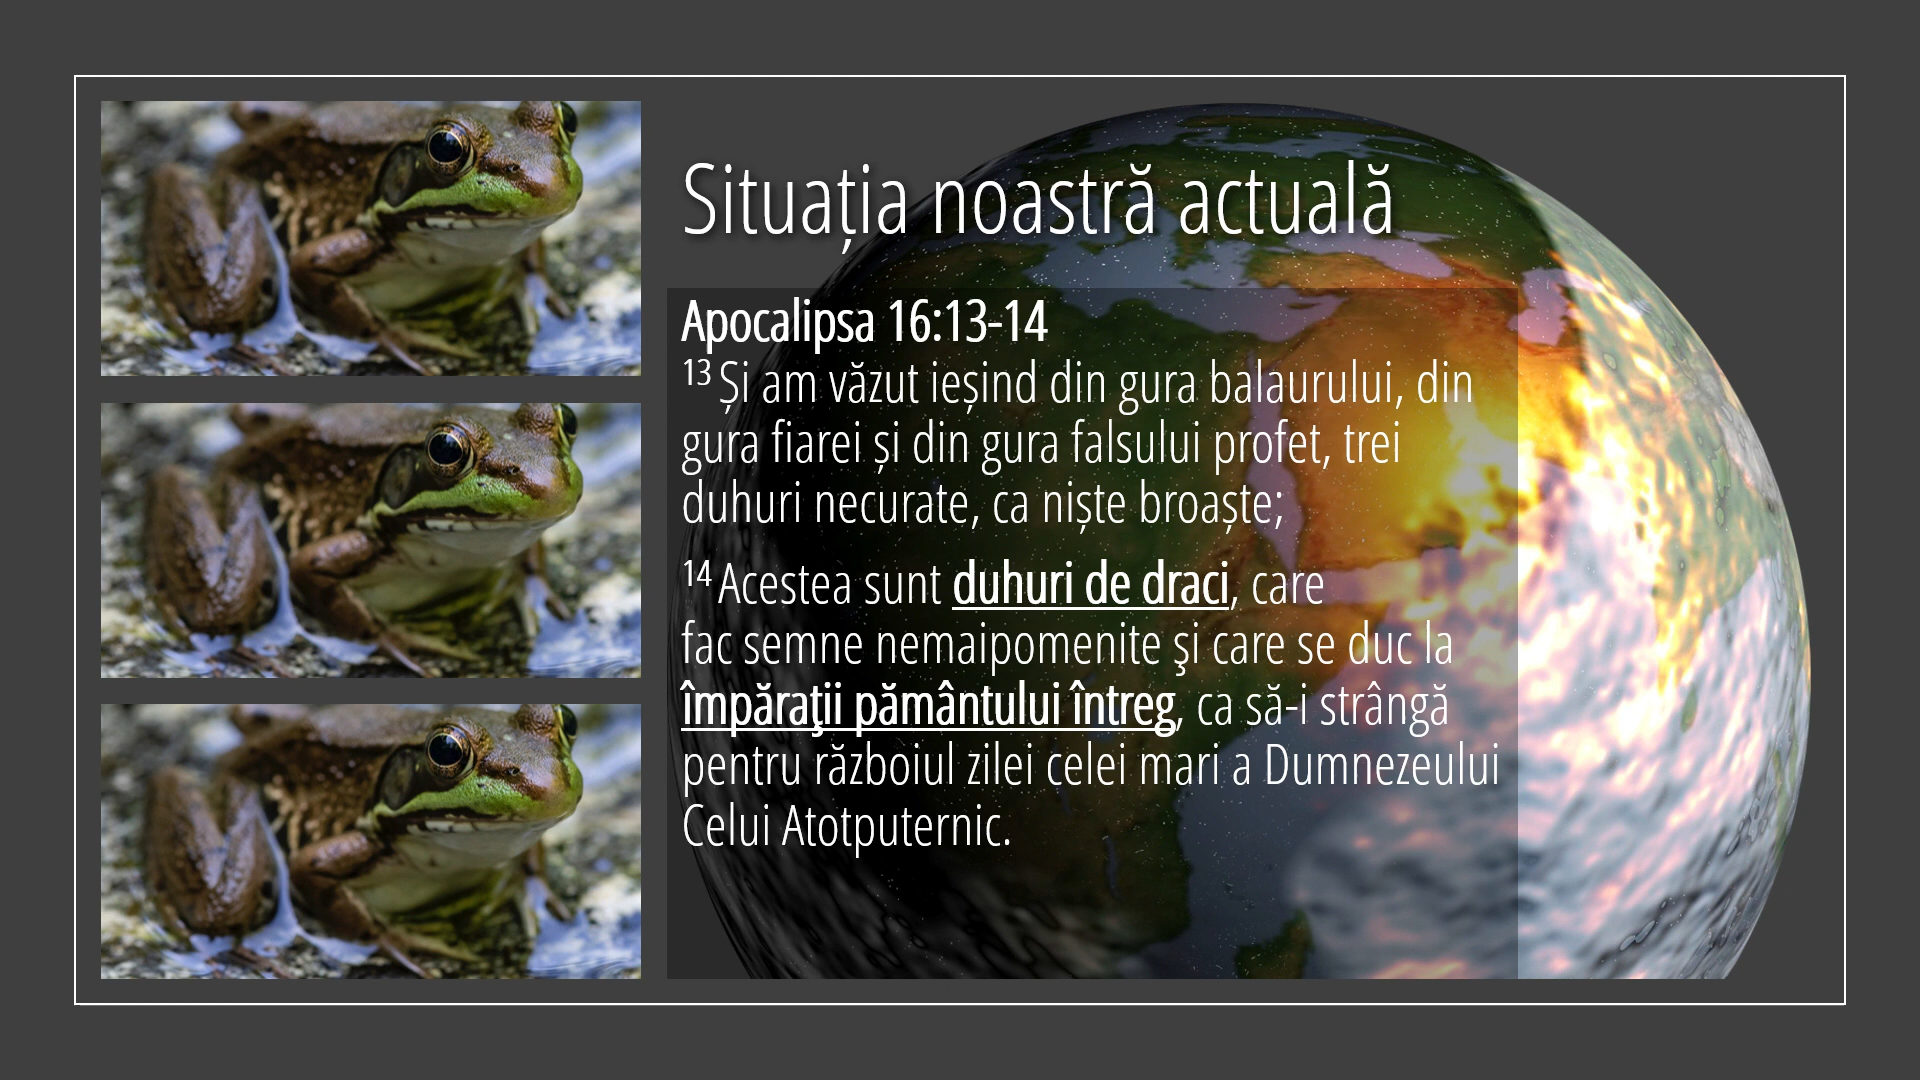 Situația noastră actuală
Apocalipsa 16:13-14
13 Și am văzut ieșind din gura balaurului, din
gura fiarei și din gura falsului profet, trei
duhuri necurate, ca niște broaște;
14 Acestea sunt duhuri de draci, care
fac semne nemaipomenite şi care se duc la
împăraţii pământului întreg, ca să-i strângă
pentru războiul zilei celei mari a Dumnezeului
Celui Atotputernic.